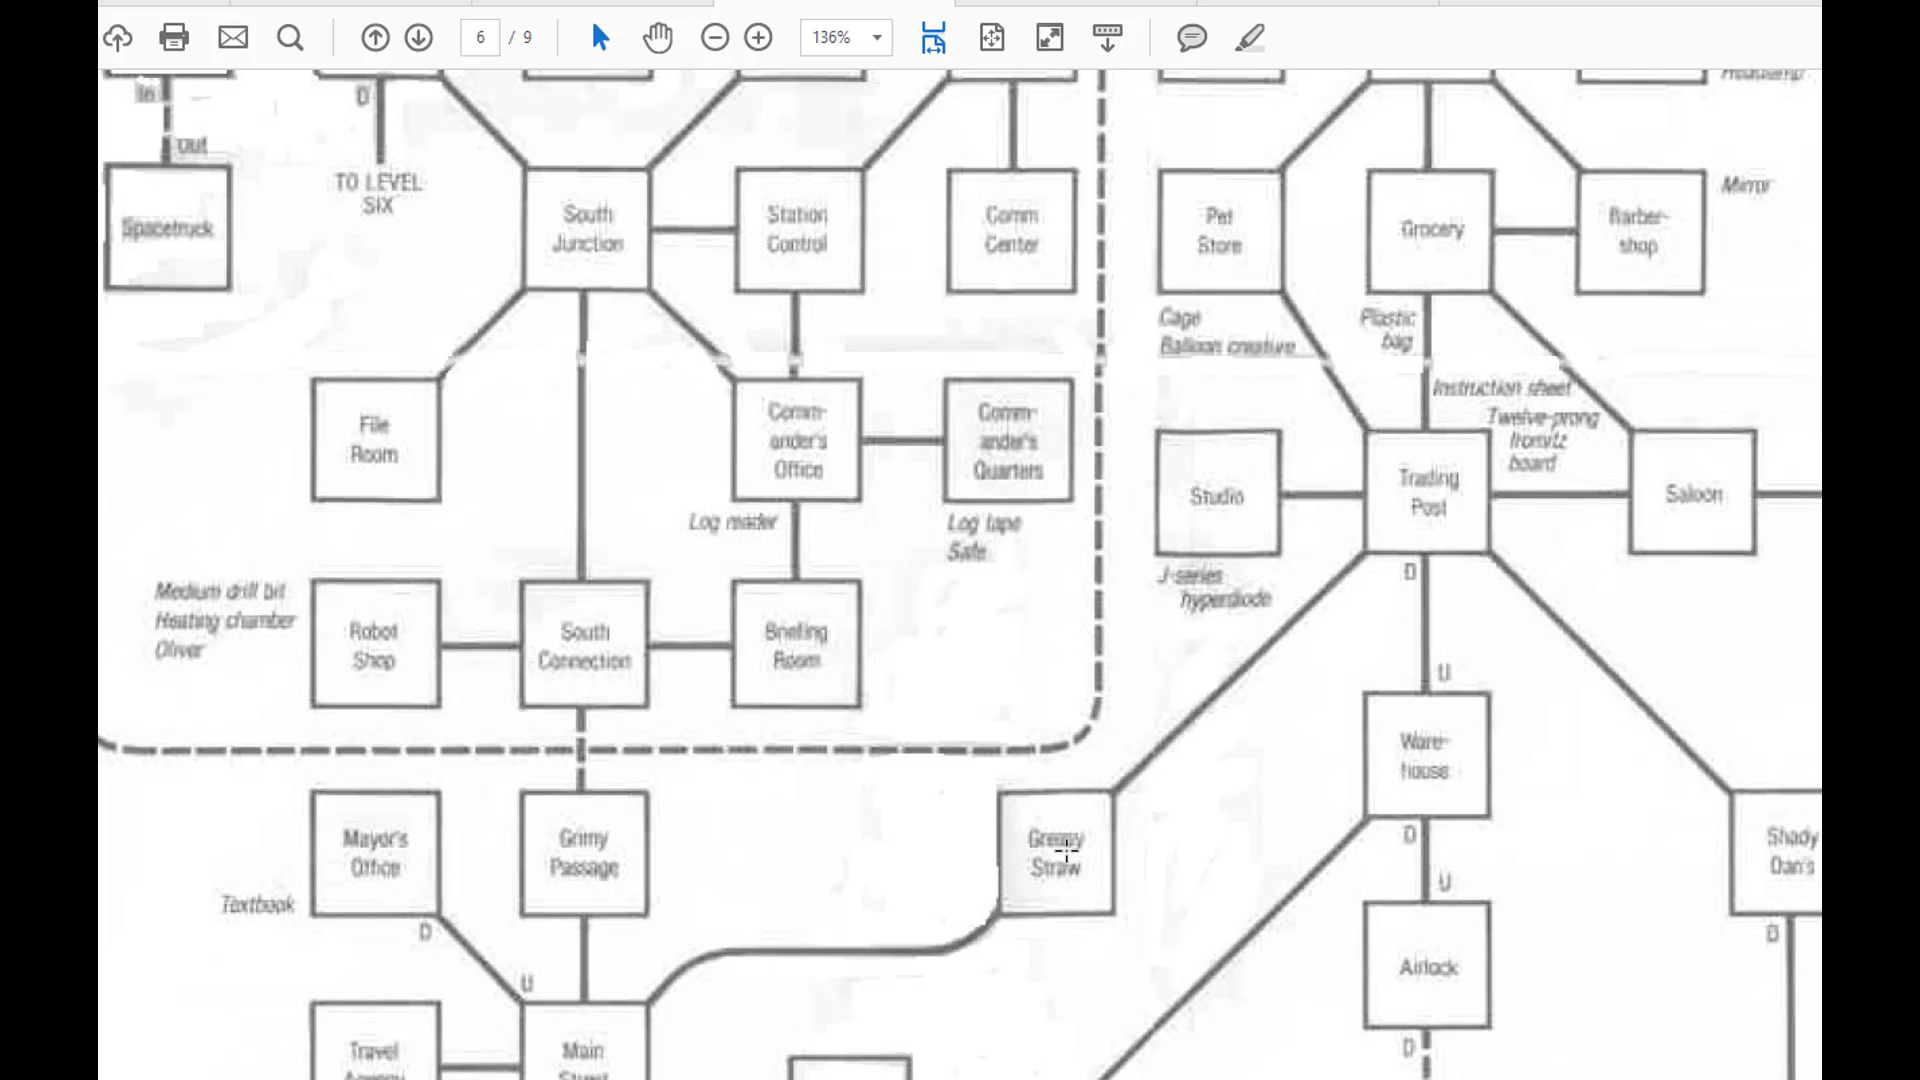 6 / 9
136%
Headlamp
In
D
Out
TO LEVEL
SIX
Spacetruck
South
Junction
Station
Control
Comm
Center
Pet
Store
Grocery
Barber-
shop
Mirror
Cage
Balloon creature
Plastic
bag
Instruction sheet
Twelve-prong
fromitz
board
File
Room
Comm-
ander's
Office
Comm-
ander's
Quarters
Studio
Trading
Post
Saloon
Log reader
Log tape
Safe
J-series
hyperdiode
D
Medium drill bit
Heating chamber
Oliver
Robot
Shop
South
Connection
Briefing
Room
U
Ware-
house
D
Mayor's
Office
Grimy
Passage
Greasy
Straw
Shady
Dan's
Textbook
D
U
U
D
Airlock
D
Travel
Agency
Main
Street